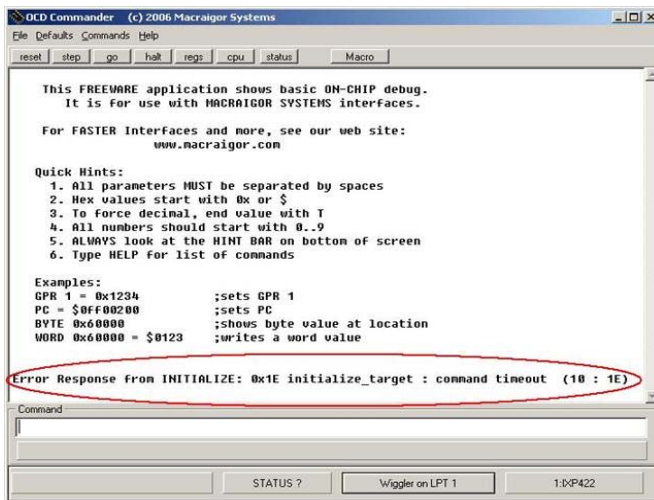 OCD Commander (c) 2006 Macraigor Systems
File Defaults Commands Help
reset step go halt regs cpu status Macro
This FREEWARE application shows basic ON-CHIP debug.
It is for use with MACRAIGOR SYSTEMS interfaces.
For FASTER Interfaces and more, see our web site:
www.macraigor.com
Quick Hints:
1. All parameters MUST be separated by spaces
2. Hex values start with 0x or $
3. To force decimal, end value with T
4. All numbers should start with 0..9
5. ALWAYS look at the HINT BAR on bottom of screen
6. Type HELP for list of commands
Examples:
GPR 1 = 0x1234 ;sets GPR 1
PC = $0FF00200 ;sets PC
BYTE 0x60000 ;shows byte value at location
WORD 0x60000 = $0123 ;writes a word value
Error Response from INITIALIZE: 0x1E initialize_target : command timeout (10 : 1E)
Command
STATUS ? Wiggler on LPT 1 1:IXP422